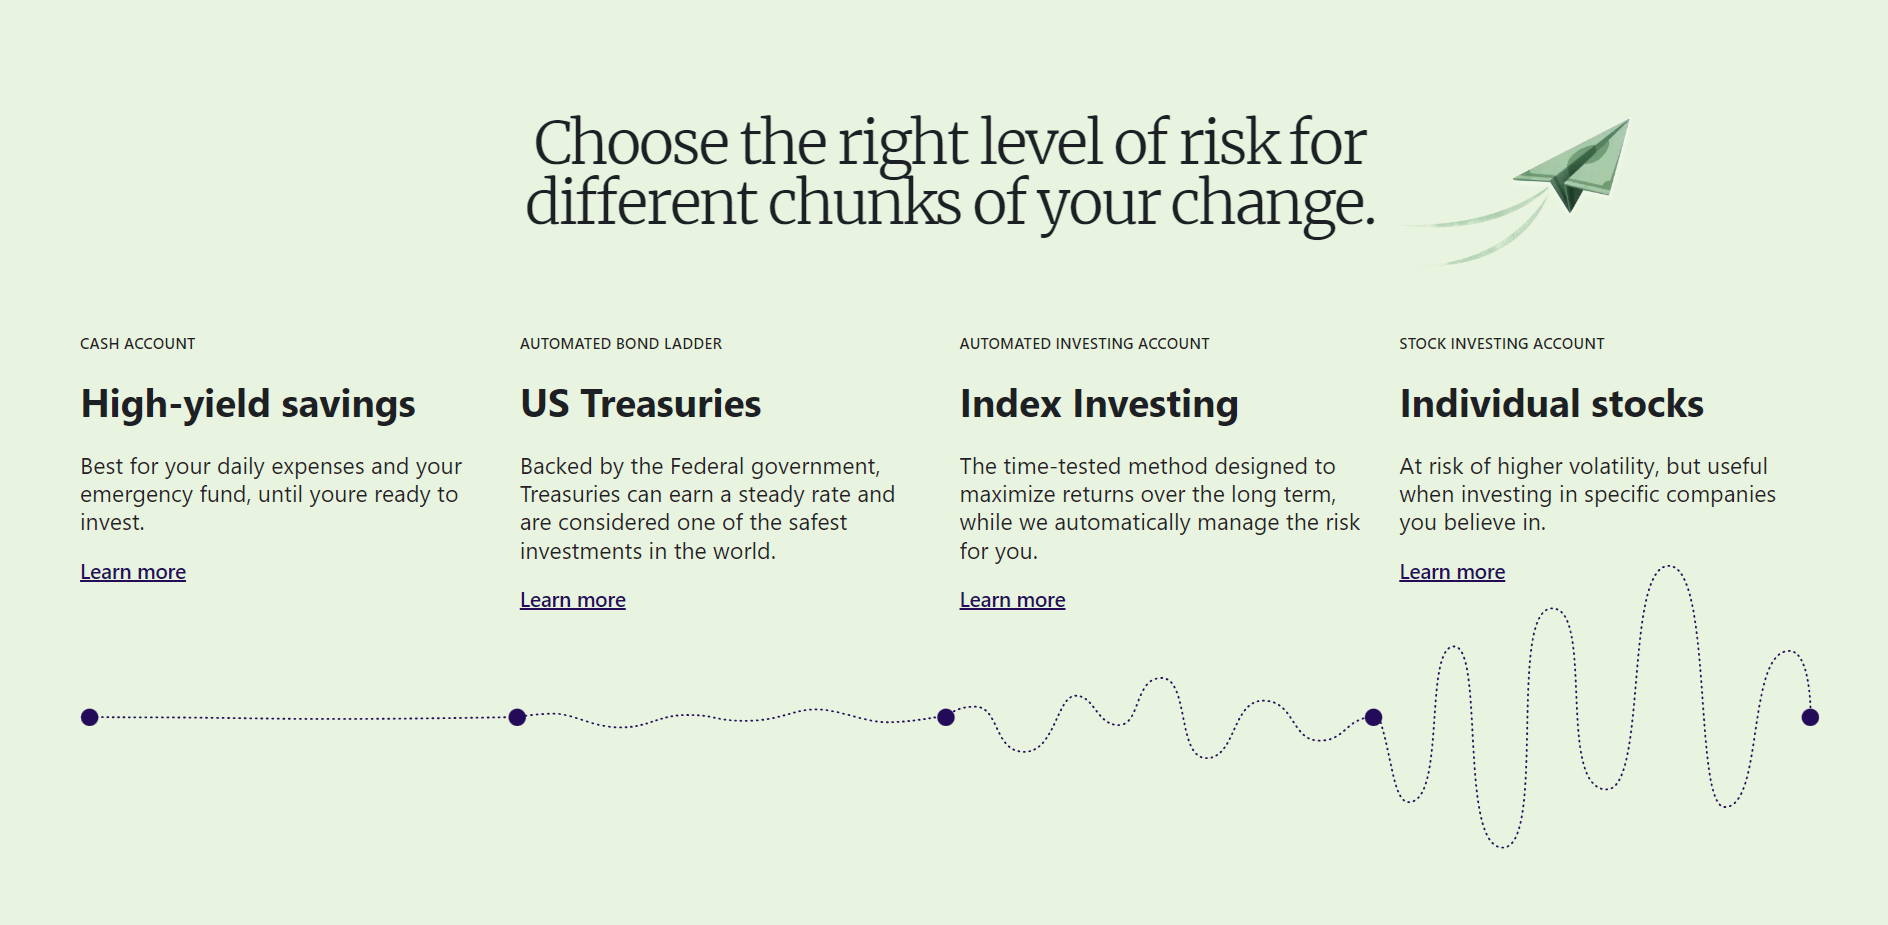 Choose the right level of risk for
different chunks of your change.
CASH ACCOUNT
High-yield savings
Best for your daily expenses and your
emergency fund, until youre ready to
invest.
Learn more
AUTOMATED BOND LADDER
US Treasuries
Backed by the Federal government,
Treasuries can earn a steady rate and
are considered one of the safest
investments in the world.
Learn more
AUTOMATED INVESTING ACCOUNT
Index Investing
The time-tested method designed to
maximize returns over the long term,
while we automatically manage the risk
for you.
Learn more
STOCK INVESTING ACCOUNT
Individual stocks
At risk of higher volatility, but useful
when investing in specific companies
you believe in.
Learn more